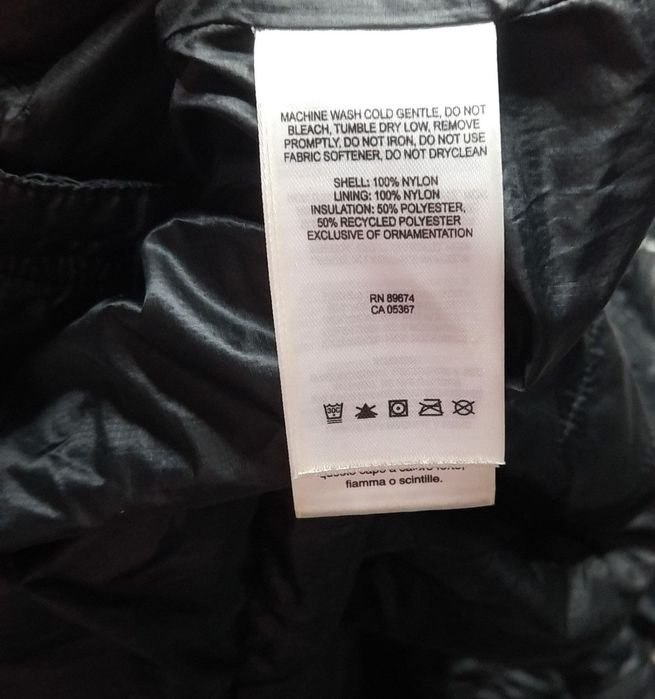 MACHINE WASH COLD GENTLE, DO NOT
BLEACH, TUMBLE DRY LOW, REMOVE
PROMPTLY, DO NOT IRON, DO NOT USE
FABRIC SOFTENER, DO NOT DRYCLEAN
SHELL: 100% NYLON
LINING: 100% NYLON
INSULATION: 50% POLYESTER,
50% RECYCLED POLYESTER
EXCLUSIVE OF ORNAMENTATION
RN 89674
CA 05367
30C
fiamma o scintille.